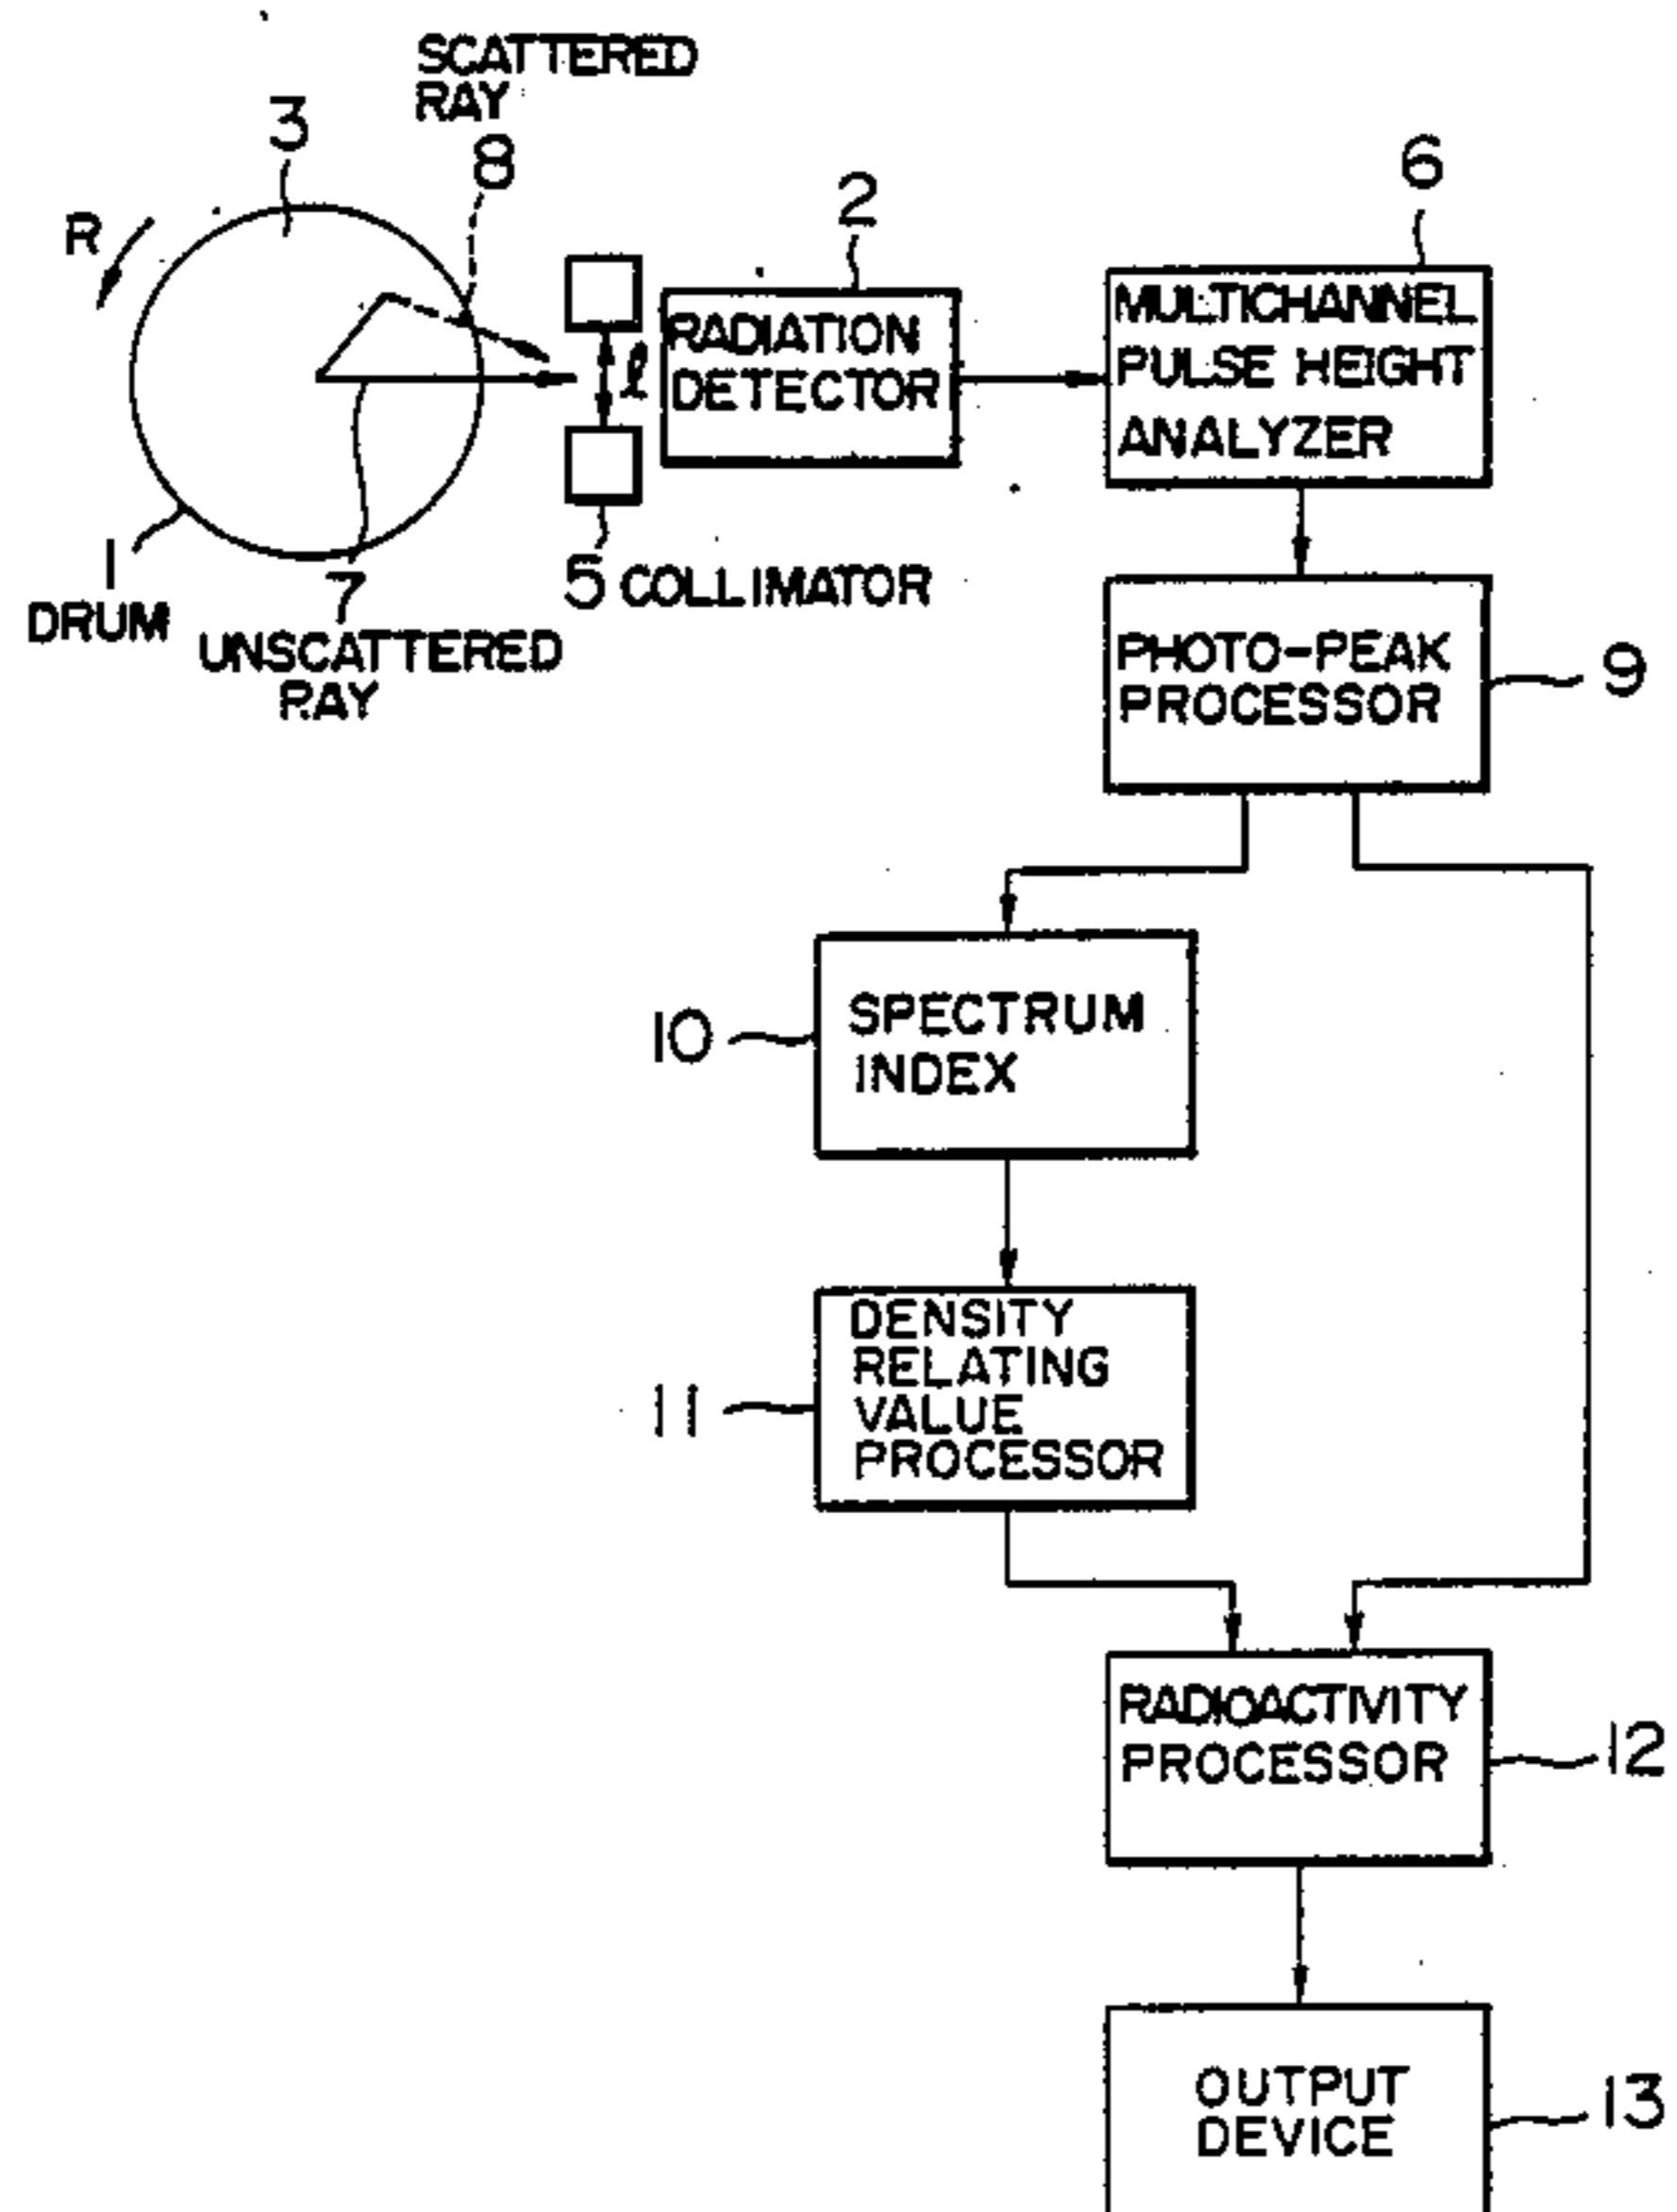 SCATTERED
RAY
3
8
R
2
6
RADIATION
DETECTOR
ℓ
MULTICHANNEL
PULSE HEIGHT
ANALYZER
1
DRUM
7
UNSCATTERED
RAY
5 COLLIMATOR
PHOTO-PEAK
PROCESSOR
9
10
SPECTRUM
INDEX
11
DENSITY
RELATING
VALUE
PROCESSOR
RADIOACTIVITY
PROCESSOR
12
OUTPUT
DEVICE
13